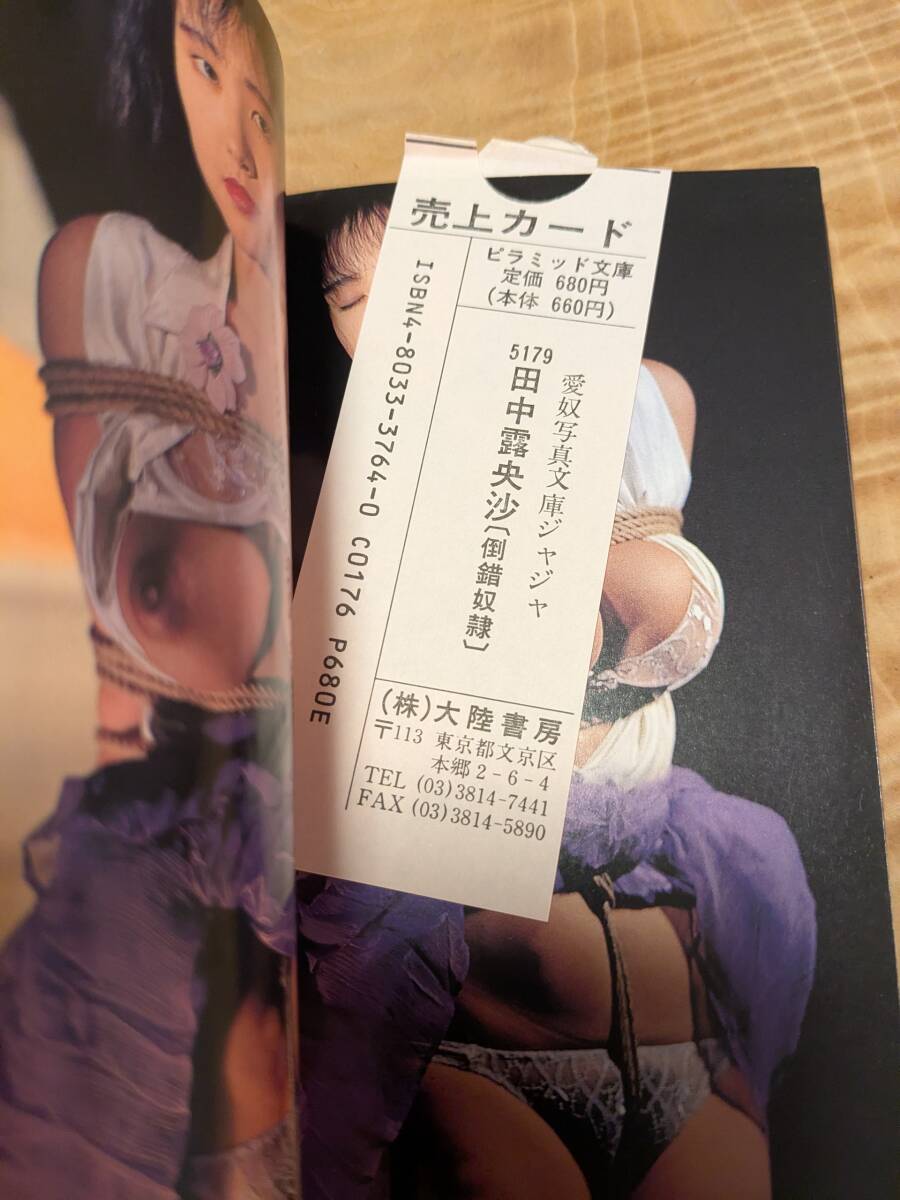 売上カード
ピラミッド文庫
定価 680円
(本体 660円)
愛奴写真文庫ジャジャ
5179
田中露央沙〔倒錯奴隷〕
ISBN4-8033-3764-0 C0176 P680E
(株)大陸書房
〒113 東京都文京区
本郷2-6-4
TEL (03)3814-7441
FAX (03)3814-5890